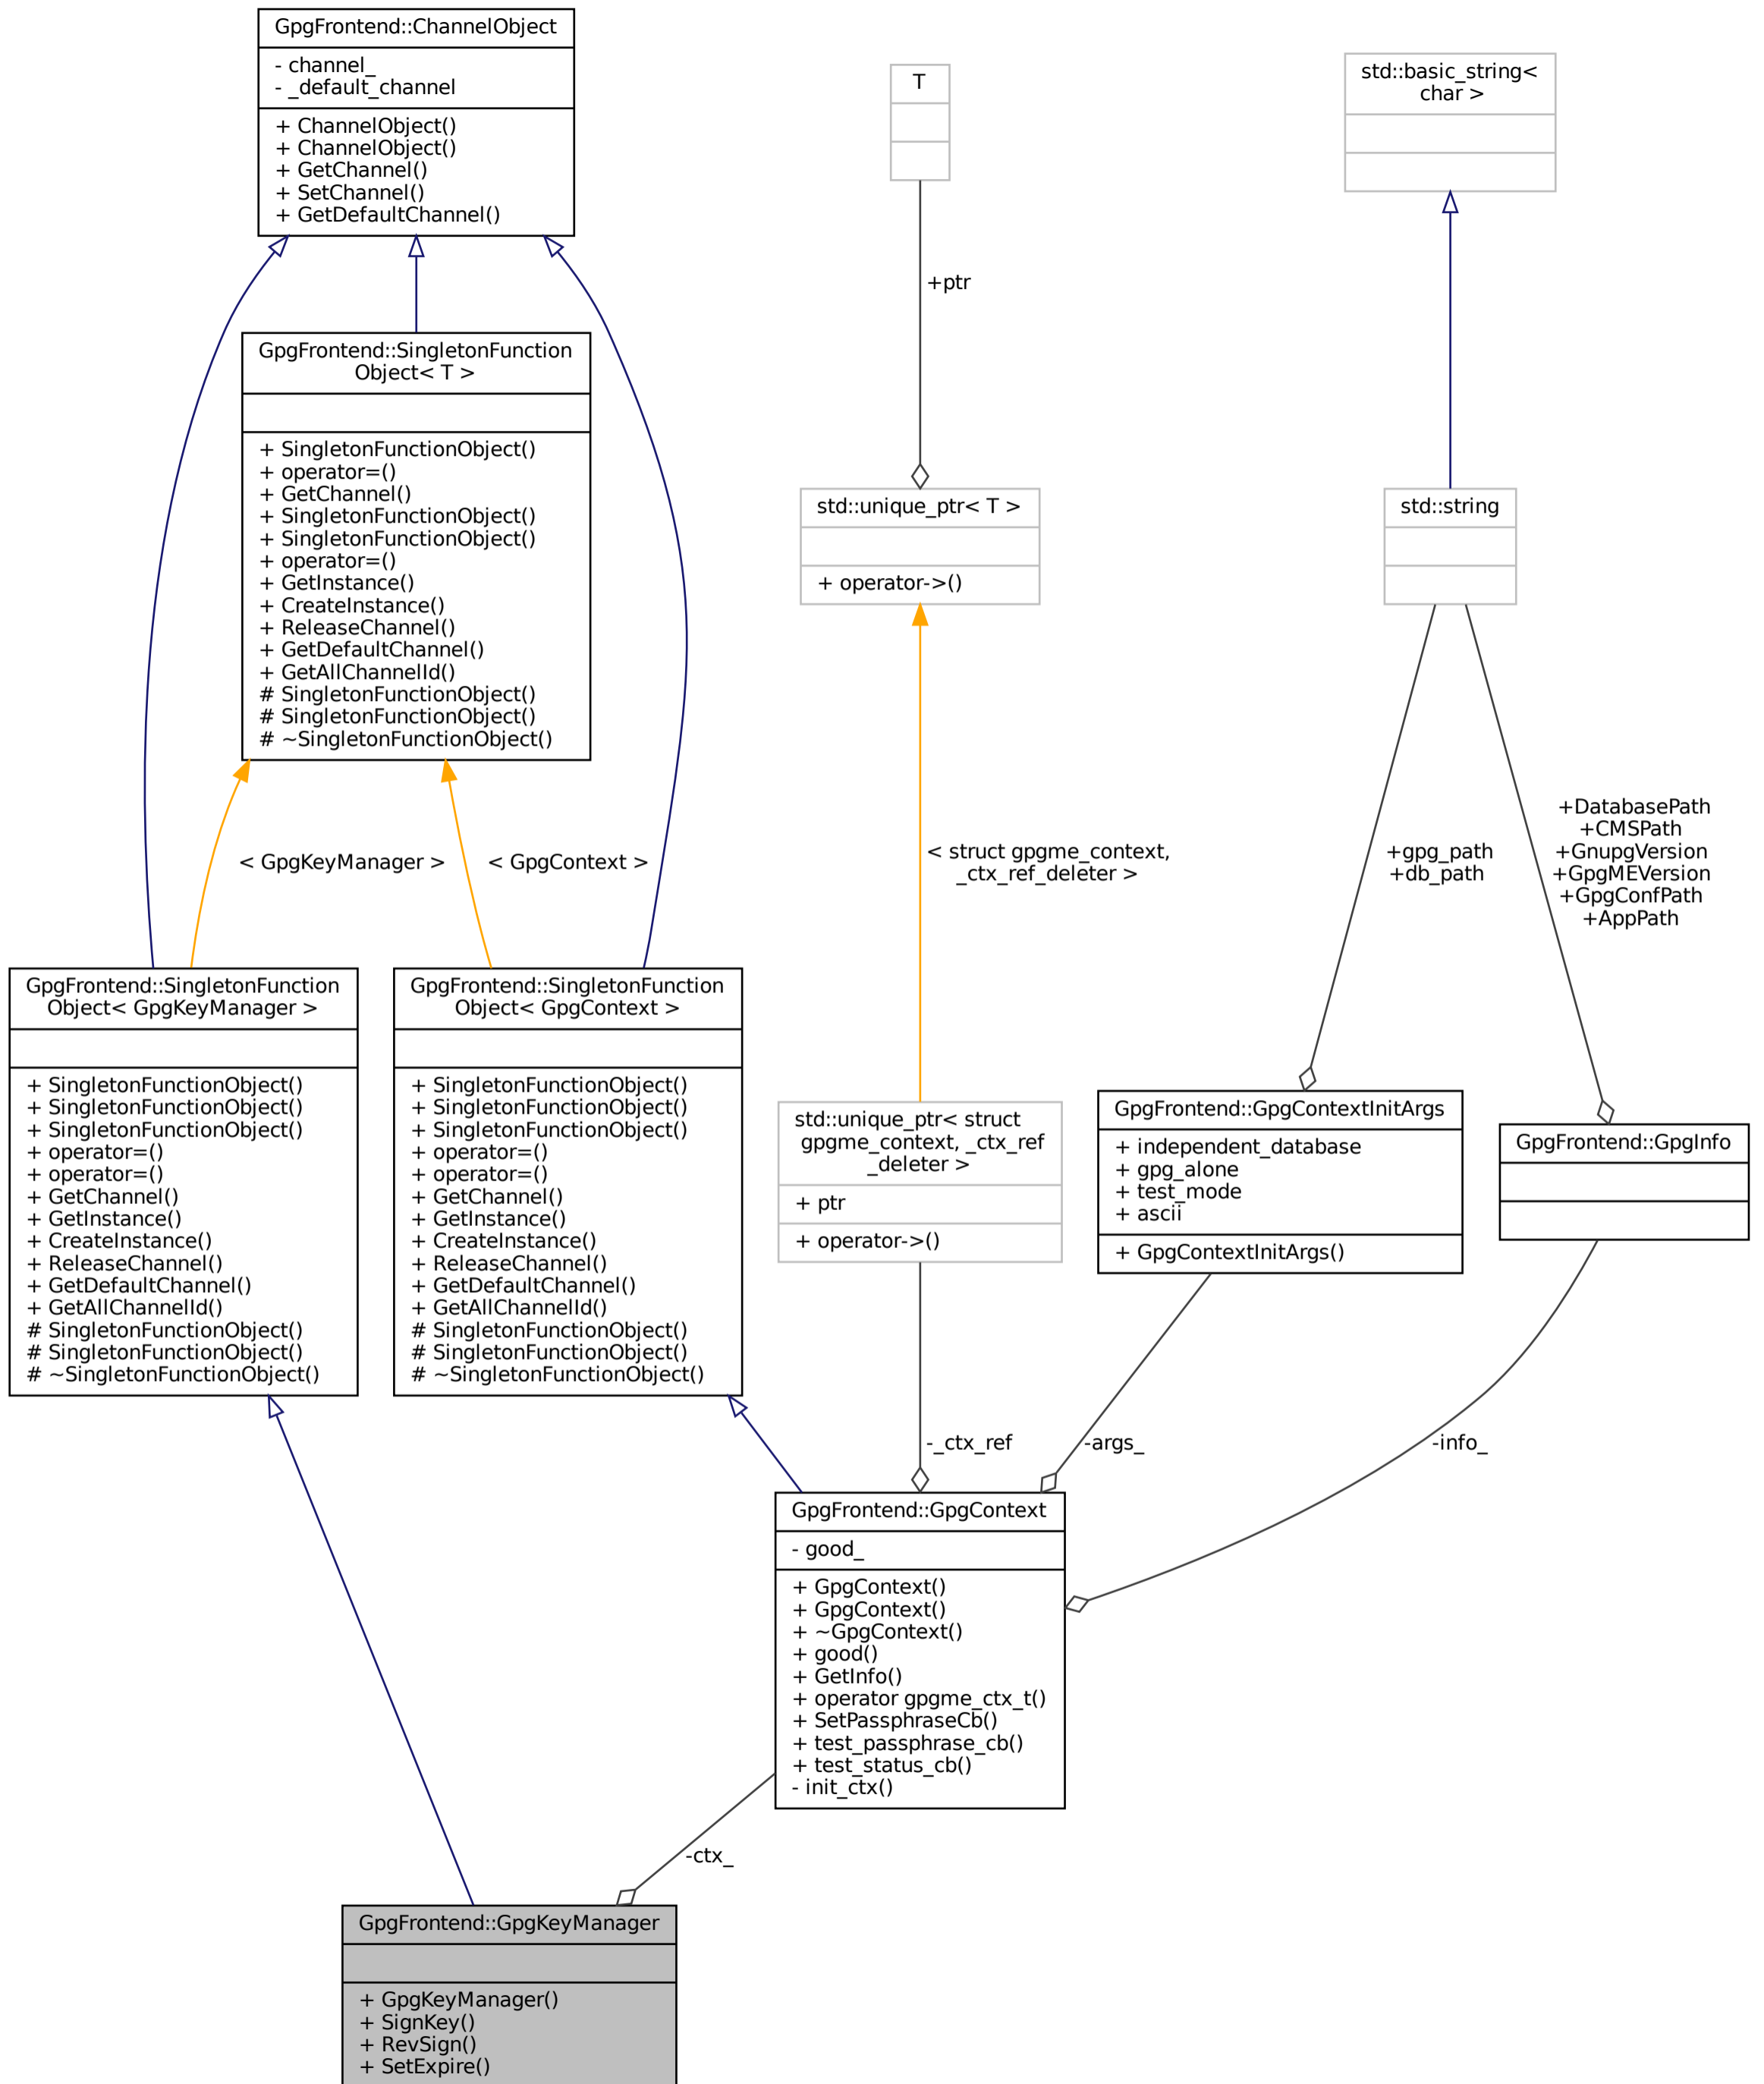 GpgFrontend::ChannelObject
- channel_
- _default_channel
+ ChannelObject()
+ ChannelObject()
+ GetChannel()
+ SetChannel()
+ GetDefaultChannel()
T
std::basic_string<
char >
+ptr
GpgFrontend::SingletonFunction
Object< T >
+ SingletonFunctionObject()
+ operator=()
+ GetChannel()
+ SingletonFunctionObject()
+ SingletonFunctionObject()
+ operator=()
+ GetInstance()
+ CreateInstance()
+ ReleaseChannel()
+ GetDefaultChannel()
+ GetAllChannelId()
# SingletonFunctionObject()
# SingletonFunctionObject()
# ~SingletonFunctionObject()
std::unique_ptr< T >
+ operator->()
std::string
< GpgKeyManager >
< GpgContext >
< struct gpgme_context,
_ctx_ref_deleter >
+gpg_path
+db_path
+DatabasePath
+CMSPath
+GnupgVersion
+GpgMEVersion
+GpgConfPath
+AppPath
GpgFrontend::SingletonFunction
Object< GpgKeyManager >
+ SingletonFunctionObject()
+ SingletonFunctionObject()
+ SingletonFunctionObject()
+ operator=()
+ operator=()
+ GetChannel()
+ GetInstance()
+ CreateInstance()
+ ReleaseChannel()
+ GetDefaultChannel()
+ GetAllChannelId()
# SingletonFunctionObject()
# SingletonFunctionObject()
# ~SingletonFunctionObject()
GpgFrontend::SingletonFunction
Object< GpgContext >
+ SingletonFunctionObject()
+ SingletonFunctionObject()
+ SingletonFunctionObject()
+ operator=()
+ operator=()
+ GetChannel()
+ GetInstance()
+ CreateInstance()
+ ReleaseChannel()
+ GetDefaultChannel()
+ GetAllChannelId()
# SingletonFunctionObject()
# SingletonFunctionObject()
# ~SingletonFunctionObject()
std::unique_ptr< struct
gpgme_context, _ctx_ref
_deleter >
+ ptr
+ operator->()
GpgFrontend::GpgContextInitArgs
+ independent_database
+ gpg_alone
+ test_mode
+ ascii
+ GpgContextInitArgs()
GpgFrontend::GpgInfo
-_ctx_ref
-args_
-info_
GpgFrontend::GpgContext
- good_
+ GpgContext()
+ GpgContext()
+ ~GpgContext()
+ good()
+ GetInfo()
+ operator gpgme_ctx_t()
+ SetPassphraseCb()
+ test_passphrase_cb()
+ test_status_cb()
- init_ctx()
-ctx_
GpgFrontend::GpgKeyManager
+ GpgKeyManager()
+ SignKey()
+ RevSign()
+ SetExpire()